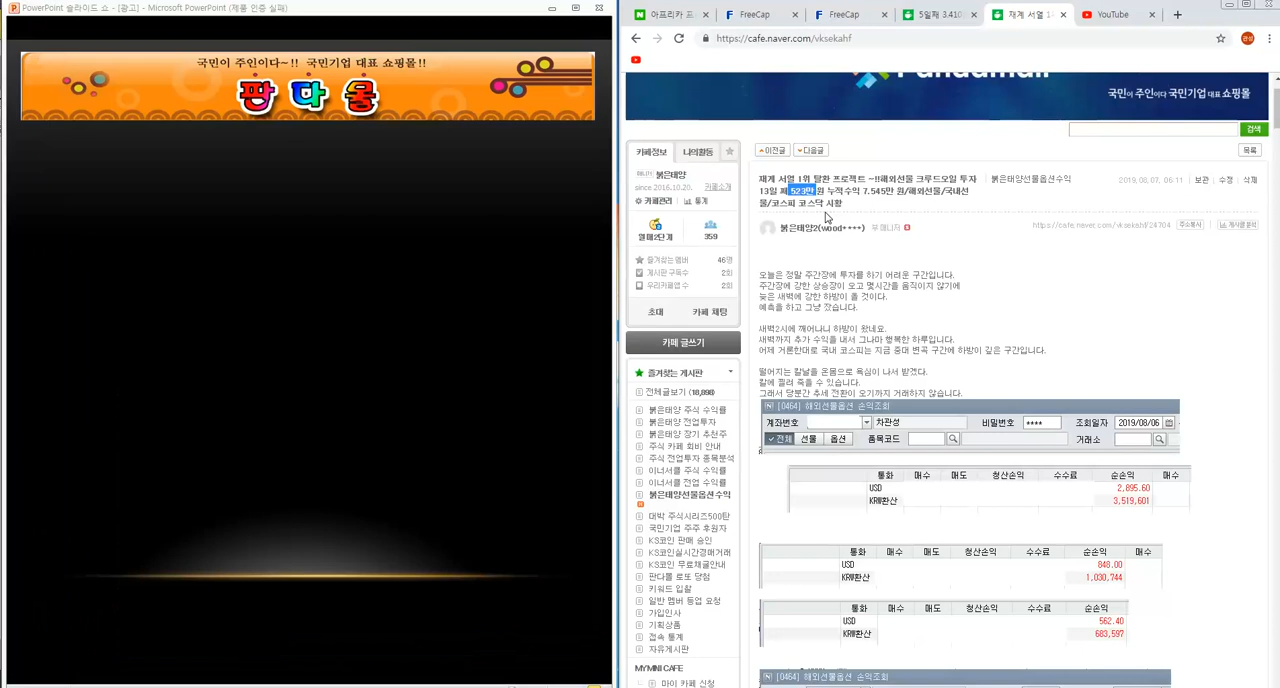 PowerPoint 슬라이드 쇼 - [광고] - Microsoft PowerPoint (제품 인증 실패)
국민이 주인이다~!! 국민기업 대표 쇼핑몰!!
판다몰
아프리카 프
FreeCap
FreeCap
5일째 3.410
재계 서열 1
YouTube
https://cafe.naver.com/vksekahf
Pandamall
국민이 주인이다 국민기업 대표 쇼핑몰
검색
카페정보
나의활동
매니저 붉은태양
since 2016.10.20.
카페소개
카페관리
통계
열매2단계
359
즐겨찾는 멤버
46명
게시판 구독수
2회
우리카페앱 수
2회
초대
카페 채팅
카페 글쓰기
즐겨찾는 게시판
전체글보기 (18,898)
붉은태양 주식 수익률
붉은태양 전업투자
붉은태양 장기 추천주
주식 카페 회비 안내
주식 전업투자 종목분석
이너서클 주식 수익률
이너서클 전업 수익률
붉은태양선물옵션수익
대박 주식시리즈500탄
국민기업 주주 후원자
KS코인 판매 승인
KS코인실시간경매거래
KS코인 무료채굴안내
판다몰 로또 당첨
키워드 입찰
일반 멤버 등업 요청
가입인사
기획상품
접속 통계
자유게시판
MY MINI CAFE
마이 카페 신청
이전글
다음글
목록
재계 서열 1위 탈환 프로젝트 ~!!해외선물 크루드오일 투자
13일 째 523만원 누적수익 7.545만 원/해외선물/국내선
물/코스피 코스닥 시황
붉은태양선물옵션수익
2019, 08, 07, 06:11
보관
수정
삭제
붉은태양2(wood****)
부매니저
https://cafe.naver.com/vksekahf/24704
주소복사
게시글 분석
오늘은 정말 주간장에 투자를 하기 어려운 구간입니다.
주간장에 강한 상승장이 오고 몇시간을 움직이지 않기에
늦은 새벽에 강한 하방이 올 것이다.
예측을 하고 그냥 잤습니다.
새벽2시에 깨어나니 하방이 왔네요.
새벽까지 추가 수익을 내서 그나마 행복한 하루입니다.
어제 거론한대로 국내 코스피는 지금 중대 변곡 구간에 하방이 깊은 구간입니다.
떨어지는 칼날을 온몸으로 욕심이 나서 받겠다.
칼에 찔려 죽을 수 있습니다.
그래서 당분간 추세 전환이 오기까지 거래하지 않습니다.
[0464] 해외선물옵션 손익조회
계좌번호
차관성
비밀번호
****
조회일자
2019/08/06
전체
선물
옵션
품목코드
거래소
통화 매수 매도 청산손익 수수료 순손익 매수
USD 2,895.60
KRW환산 3,519,601
통화 매수 매도 청산손익 수수료 순손익 매수
USD 848.00
KRW환산 1,030,744
통화 매수 매도 청산손익 수수료 순손익
USD 562.40
KRW환산 683,597
[0464] 해외선물옵션 손익조회